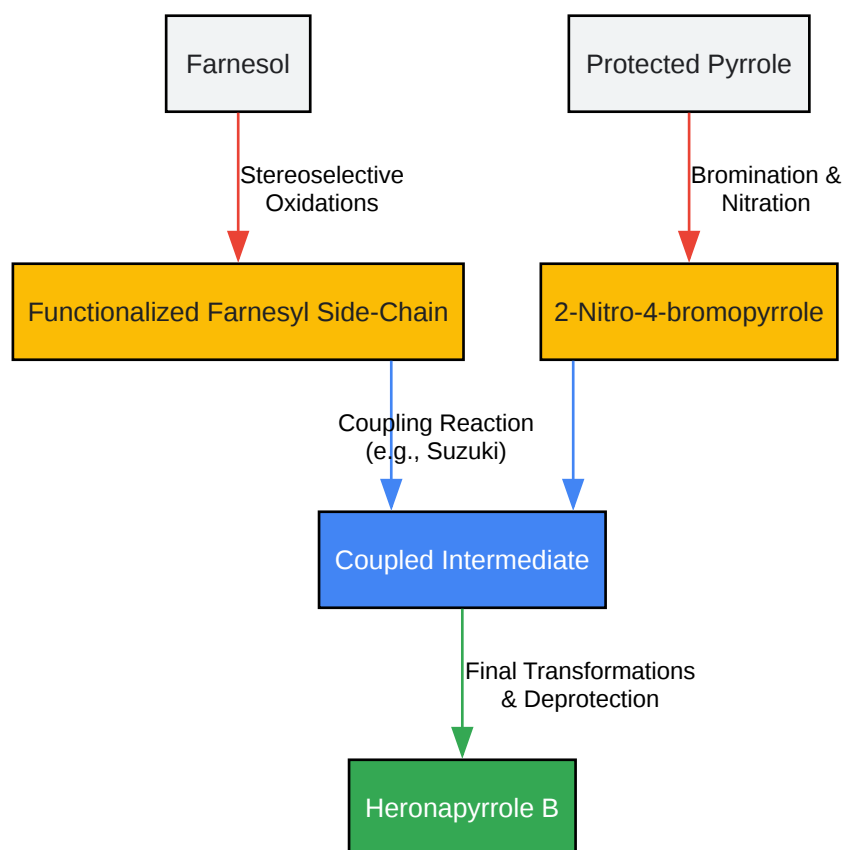 Farnesol
Protected Pyrrole
Stereoselective
Oxidations
Bromination &
Nitration
Functionalized Farnesyl Side-Chain
2-Nitro-4-bromopyrrole
Coupling Reaction
(e.g., Suzuki)
Coupled Intermediate
Final Transformations
& Deprotection
Heronapyrrole B